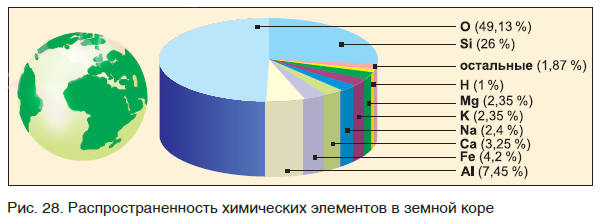 O (49,13 %)
Si (26 %)
остальные (1,87 %)
H (1 %)
Mg (2,35 %)
K (2,35 %)
Na (2,4 %)
Ca (3,25 %)
Fe (4,2 %)
Al (7,45 %)
Рис. 28. Распространенность химических элементов в земной коре